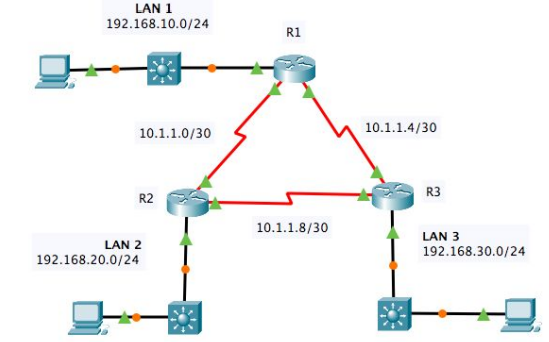 LAN 1
192.168.10.0/24
R1
10.1.1.0/30
10.1.1.4/30
R2
R3
10.1.1.8/30
LAN 2
192.168.20.0/24
LAN 3
192.168.30.0/24